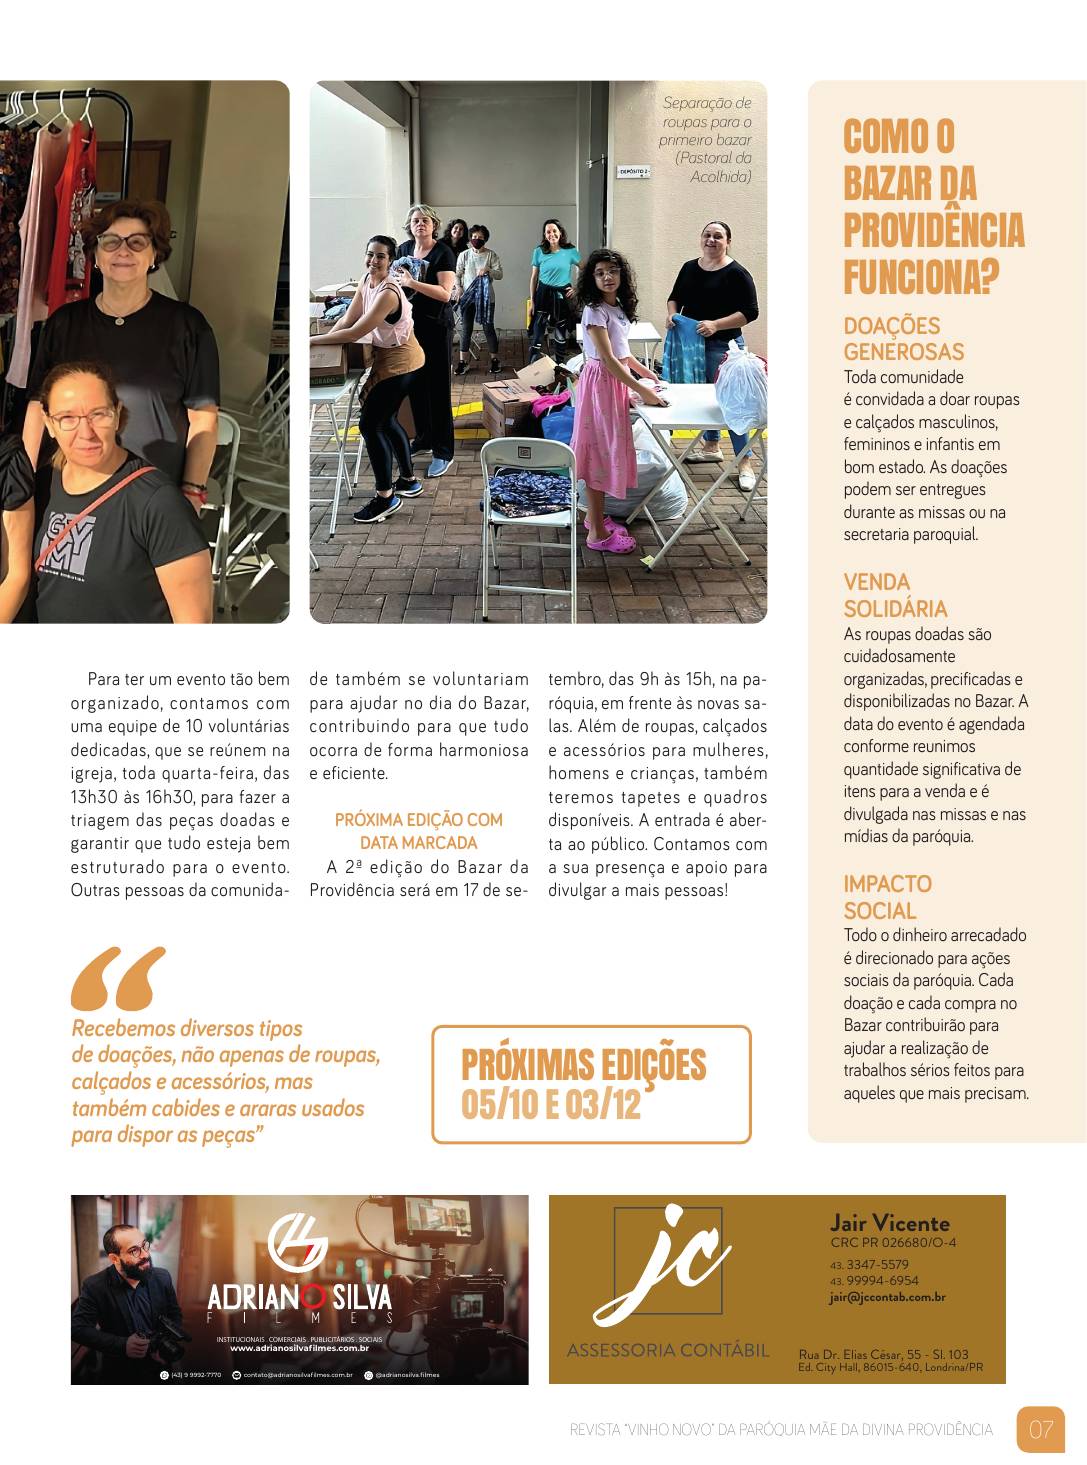 Separação de
roupas para o
primeiro bazar
(Pastoral da
Acolhida)
DEPÓSITO 2
GYM
Para ter um evento tão bem
organizado, contamos com
uma equipe de 10 voluntárias
dedicadas, que se reúnem na
igreja, toda quarta-feira, das
13h30 às 16h30, para fazer a
triagem das peças doadas e
garantir que tudo esteja bem
estruturado para o evento.
Outras pessoas da comunida-
de também se voluntariam
para ajudar no dia do Bazar,
contribuindo para que tudo
ocorra de forma harmoniosa
e eficiente.
PRÓXIMA EDIÇÃO COM
DATA MARCADA
A 2ª edição do Bazar da
Providência será em 17 de se-
tembro, das 9h às 15h, na pa-
róquia, em frente às novas sa-
las. Além de roupas, calçados
e acessórios para mulheres,
homens e crianças, também
teremos tapetes e quadros
disponíveis. A entrada é aber-
ta ao público. Contamos com
a sua presença e apoio para
divulgar a mais pessoas!
“
Recebemos diversos tipos
de doações, não apenas de roupas,
calçados e acessórios, mas
também cabides e araras usados
para dispor as peças”
PRÓXIMAS EDIÇÕES
05/10 E 03/12
COMO O
BAZAR DA
PROVIDÊNCIA
FUNCIONA?
DOAÇÕES
GENEROSAS
Toda comunidade
é convidada a doar roupas
e calçados masculinos,
femininos e infantis em
bom estado. As doações
podem ser entregues
durante as missas ou na
secretaria paroquial.
VENDA
SOLIDÁRIA
As roupas doadas são
cuidadosamente
organizadas, precificadas e
disponibilizadas no Bazar. A
data do evento é agendada
conforme reunimos
quantidade significativa de
itens para a venda e é
divulgada nas missas e nas
mídias da paróquia.
IMPACTO
SOCIAL
Todo o dinheiro arrecadado
é direcionado para ações
sociais da paróquia. Cada
doação e cada compra no
Bazar contribuirão para
ajudar a realização de
trabalhos sérios feitos para
aqueles que mais precisam.
ADRIANO SILVA
FILMES
INSTITUCIONAIS . COMERCIAIS . PUBLICITÁRIOS . SOCIAIS
www.adrianosilvafilmes.com.br
(43) 9 9992-7770 contato@adrianosilvafilmes.com.br @adrianosilva.filmes
jc
ASSESSORIA CONTÁBIL
Jair Vicente
CRC PR 026680/O-4
43. 3347-5579
43. 99994-6954
jair@jccontab.com.br
Rua Dr. Elias César, 55 - Sl. 103
Ed. City Hall, 86015-640, Londrina/PR
REVISTA “VINHO NOVO” DA PARÓQUIA MÃE DA DIVINA PROVIDÊNCIA 07